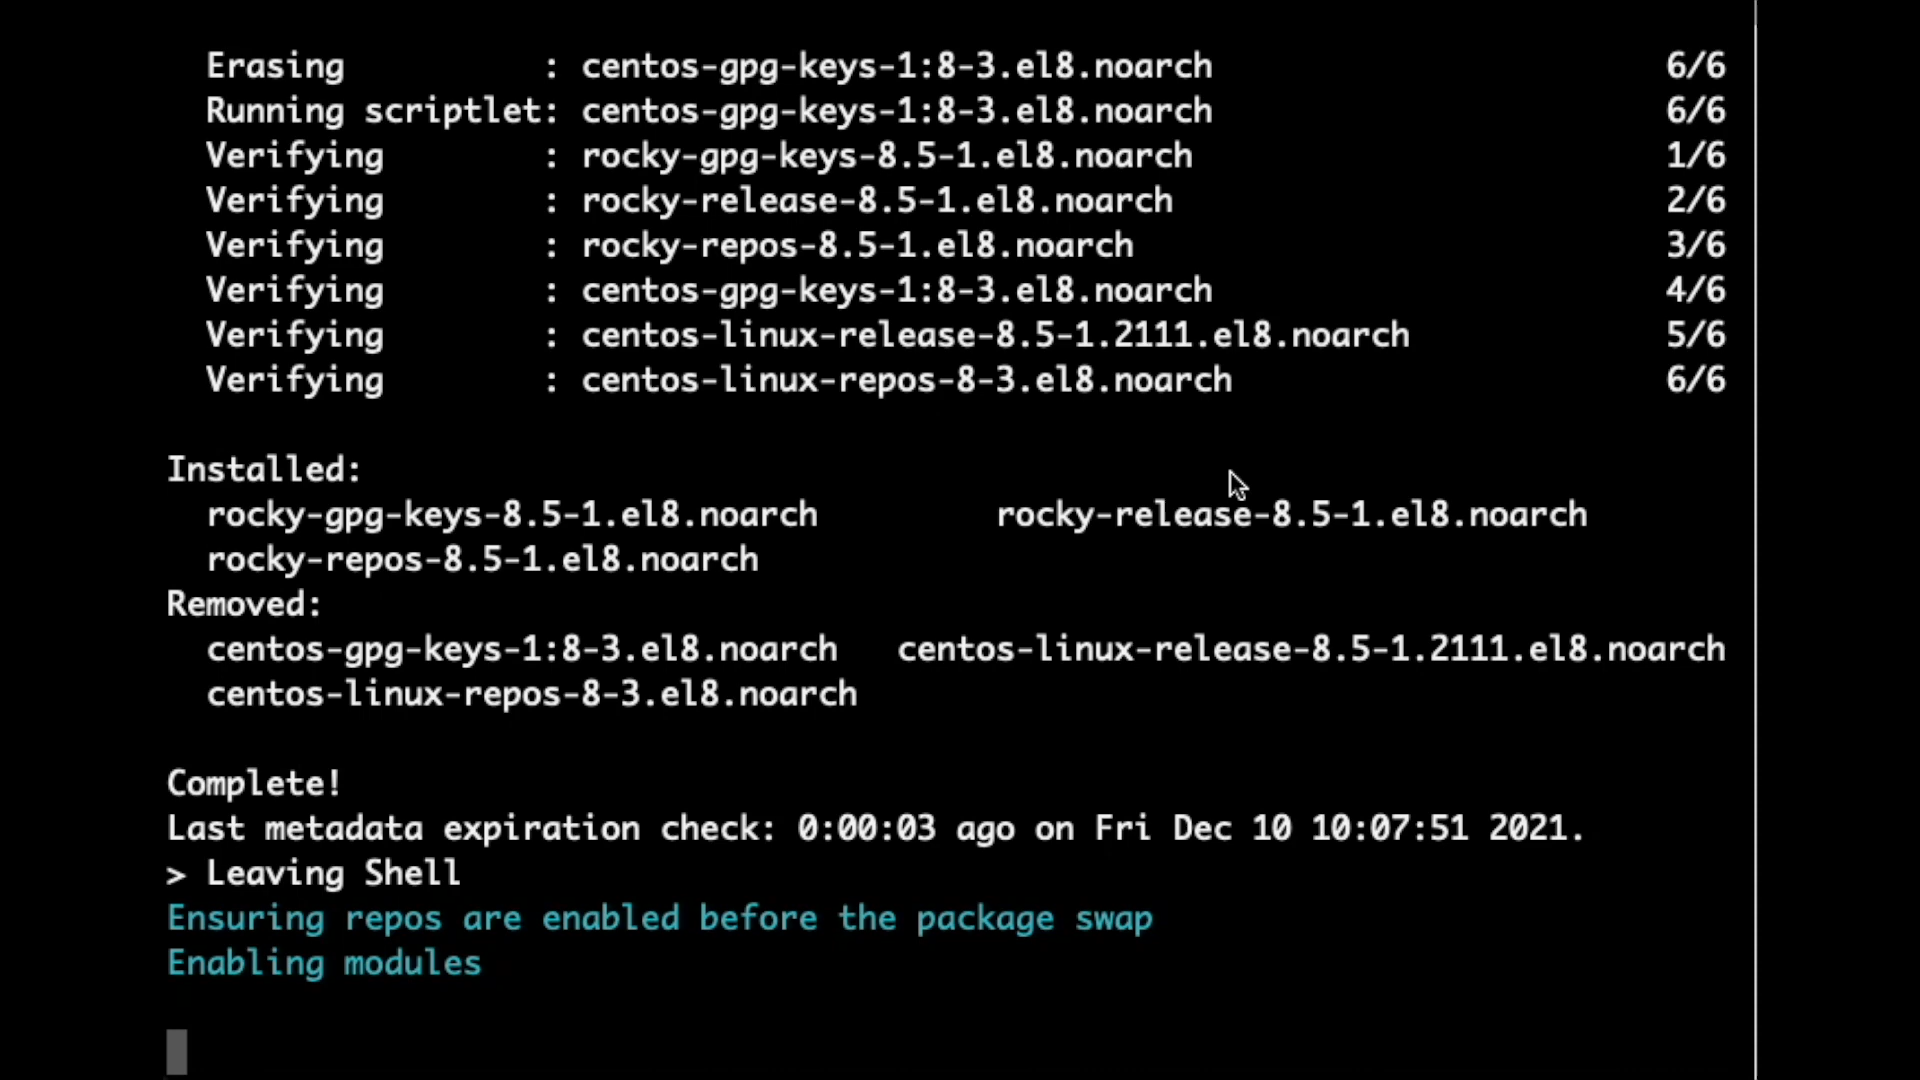 Erasing : centos-gpg-keys-1:8-3.el8.noarch 6/6
Running scriptlet: centos-gpg-keys-1:8-3.el8.noarch 6/6
Verifying : rocky-gpg-keys-8.5-1.el8.noarch 1/6
Verifying : rocky-release-8.5-1.el8.noarch 2/6
Verifying : rocky-repos-8.5-1.el8.noarch 3/6
Verifying : centos-gpg-keys-1:8-3.el8.noarch 4/6
Verifying : centos-linux-release-8.5-1.2111.el8.noarch 5/6
Verifying : centos-linux-repos-8-3.el8.noarch 6/6
Installed:
rocky-gpg-keys-8.5-1.el8.noarch rocky-release-8.5-1.el8.noarch
rocky-repos-8.5-1.el8.noarch
Removed:
centos-gpg-keys-1:8-3.el8.noarch centos-linux-release-8.5-1.2111.el8.noarch
centos-linux-repos-8-3.el8.noarch
Complete!
Last metadata expiration check: 0:00:03 ago on Fri Dec 10 10:07:51 2021.
> Leaving Shell
Ensuring repos are enabled before the package swap
Enabling modules